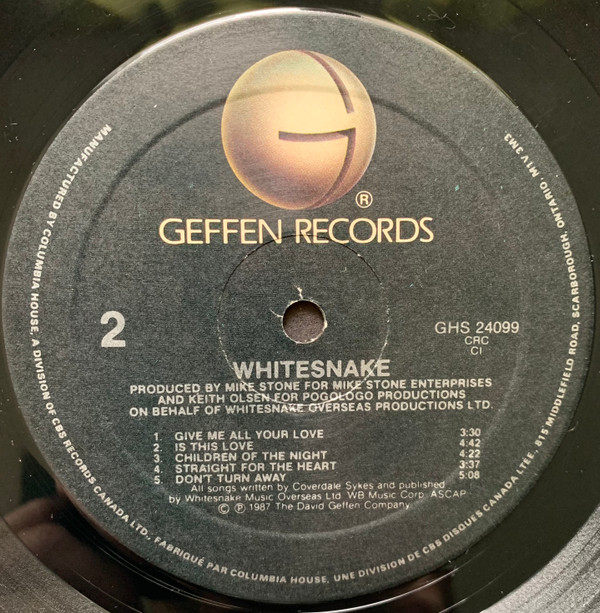 ®
GEFFEN RECORDS
2
GHS 24099
CRC
CI
WHITESNAKE
PRODUCED BY MIKE STONE FOR MIKE STONE ENTERPRISES
AND KEITH OLSEN FOR POGOLOGO PRODUCTIONS
ON BEHALF OF WHITESNAKE OVERSEAS PRODUCTIONS LTD.
1. GIVE ME ALL YOUR LOVE 3:30
2. IS THIS LOVE 4:42
3. CHILDREN OF THE NIGHT 4:22
4. STRAIGHT FOR THE HEART 3:37
5. DON'T TURN AWAY 5:08
All songs written by Coverdale Sykes and published
by Whitesnake Music Overseas Ltd WB Music Corp ASCAP
© ℗ 1987 The David Geffen Company
MANUFACTURED BY COLUMBIA HOUSE, A DIVISION OF CBS RECORDS CANADA LTD. FABRIQUÉ PAR COLUMBIA HOUSE, UNE DIVISION DE CBS DISQUES CANADA LTÉE. 815 MIDDLEFIELD ROAD, SCARBOROUGH, ONTARIO. M1V 3M3